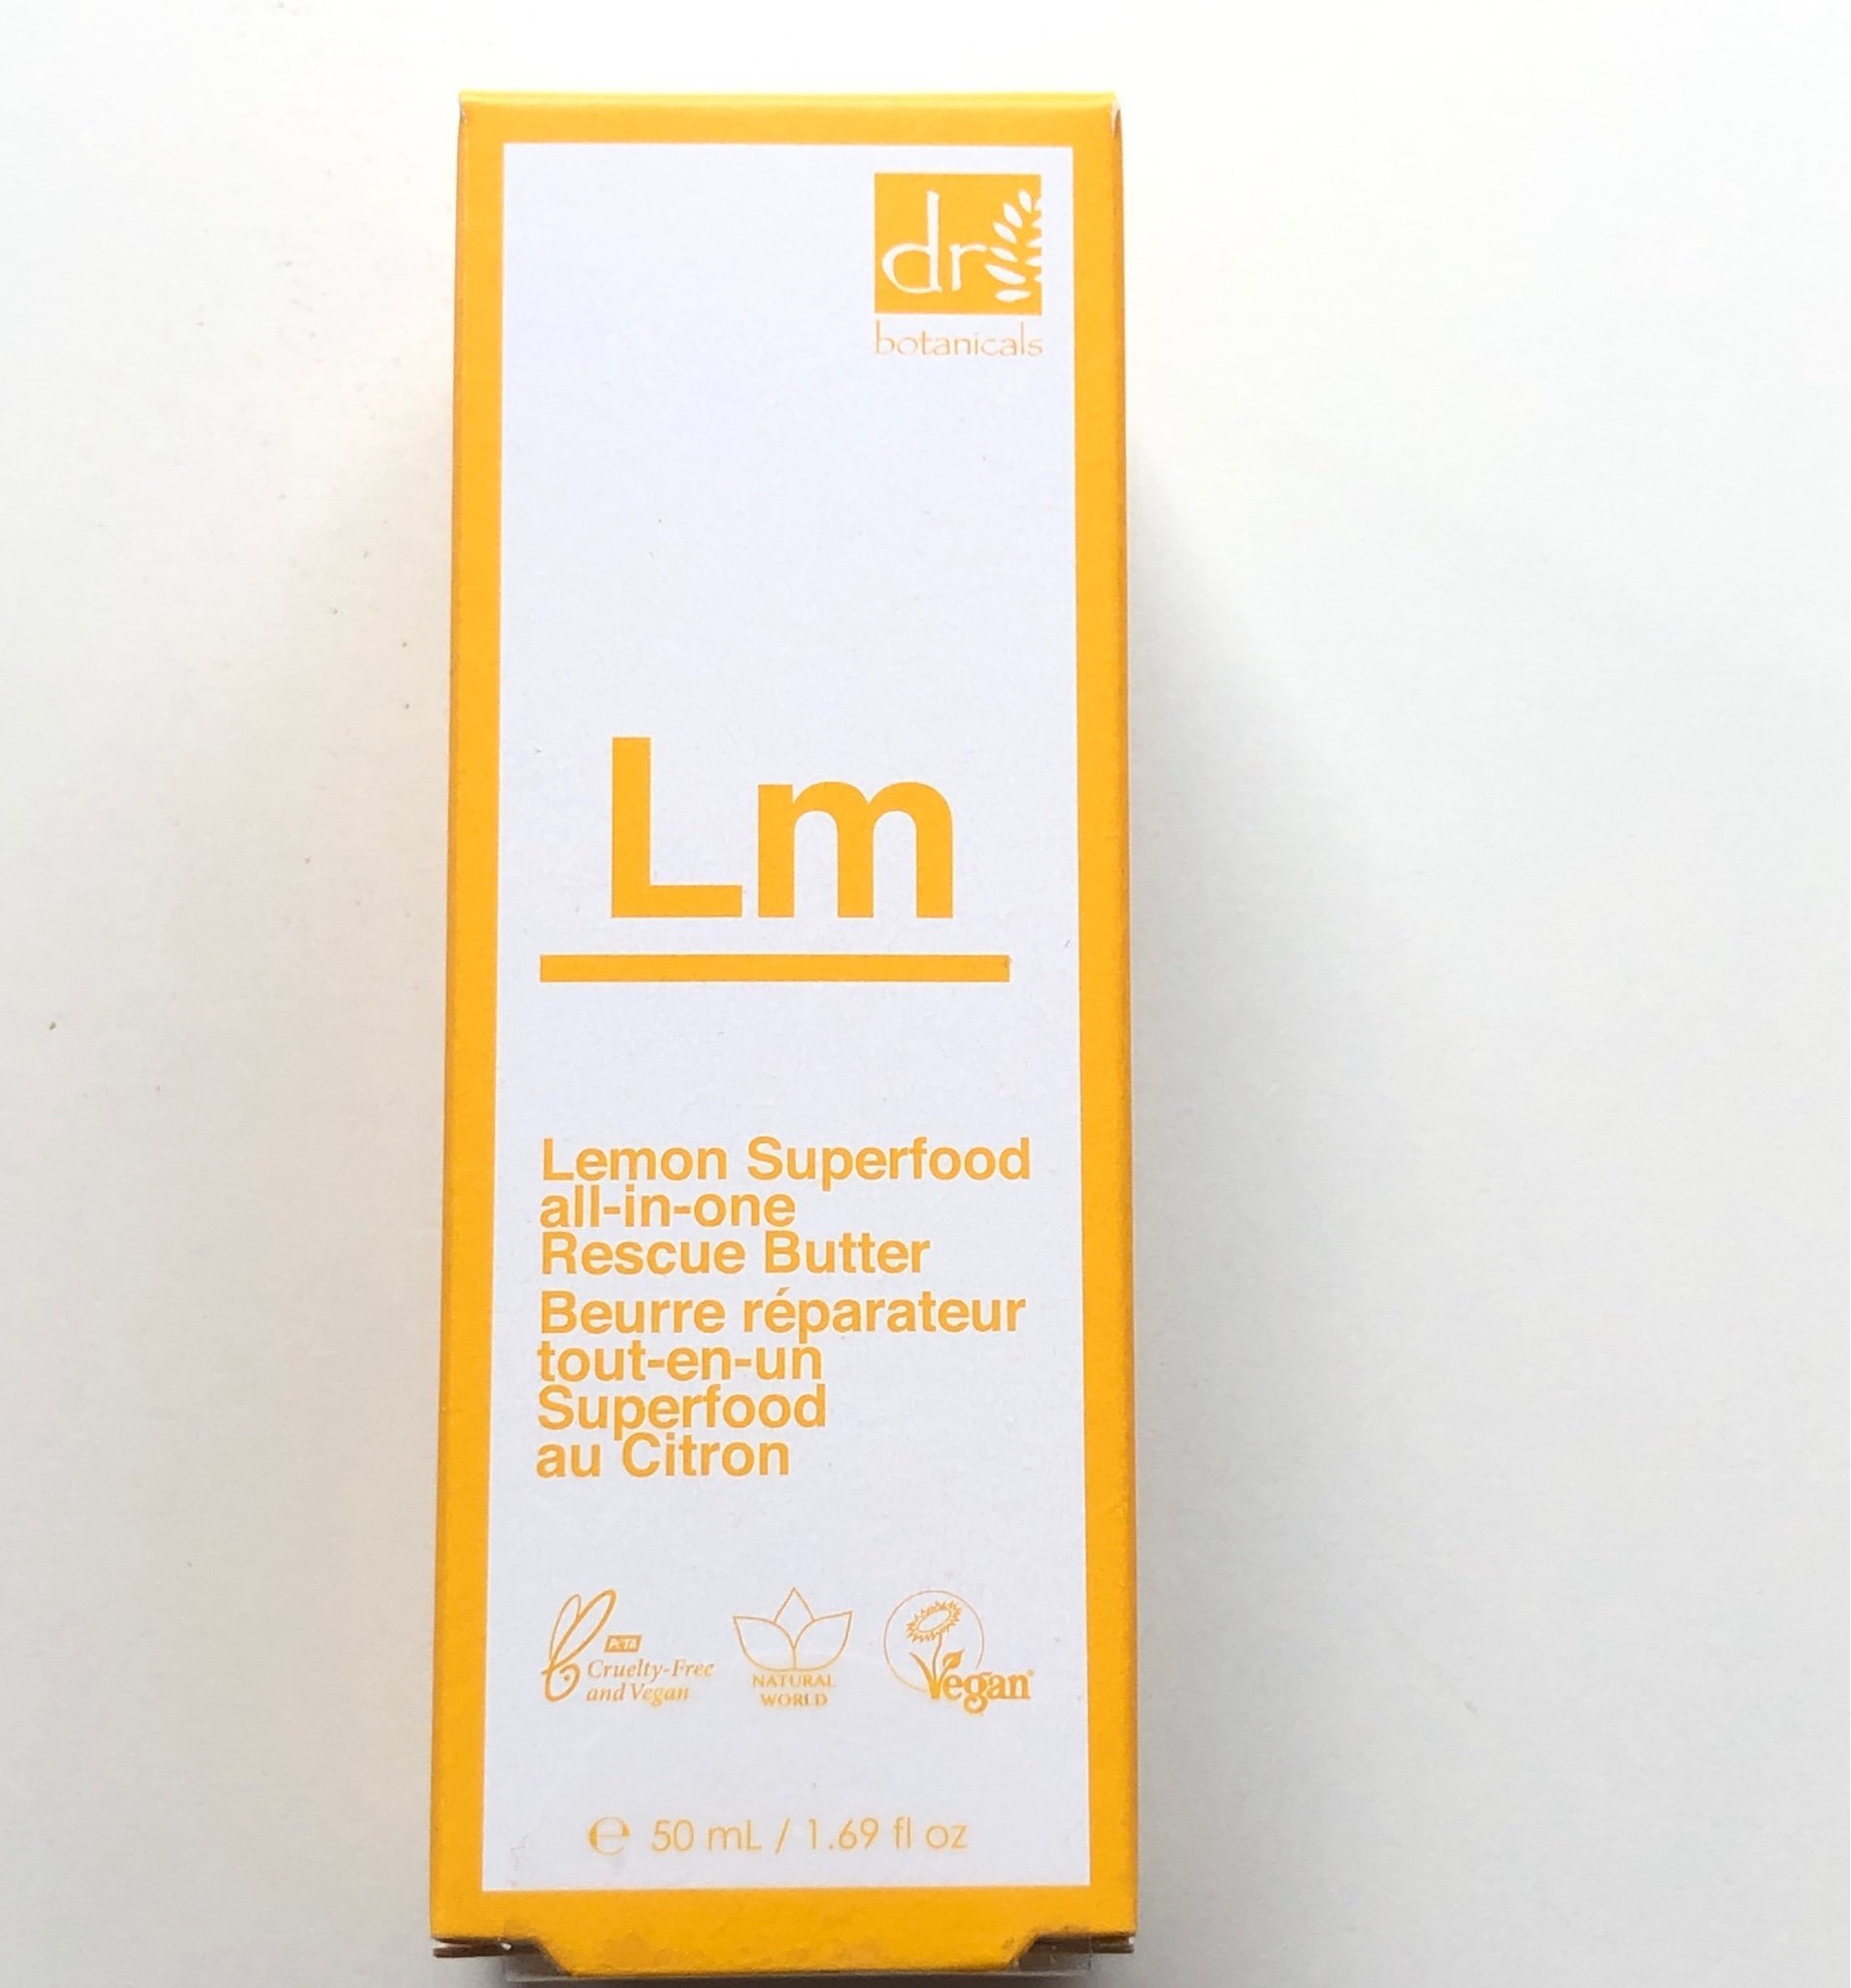 dr
botanicals
Lm
Lemon Superfood
all-in-one
Rescue Butter
Beurre réparateur
tout-en-un
Superfood
au Citron
PETA
Cruelty-Free
and Vegan
NATURAL
WORLD
Vegan
℮ 50 mL / 1.69 fl oz